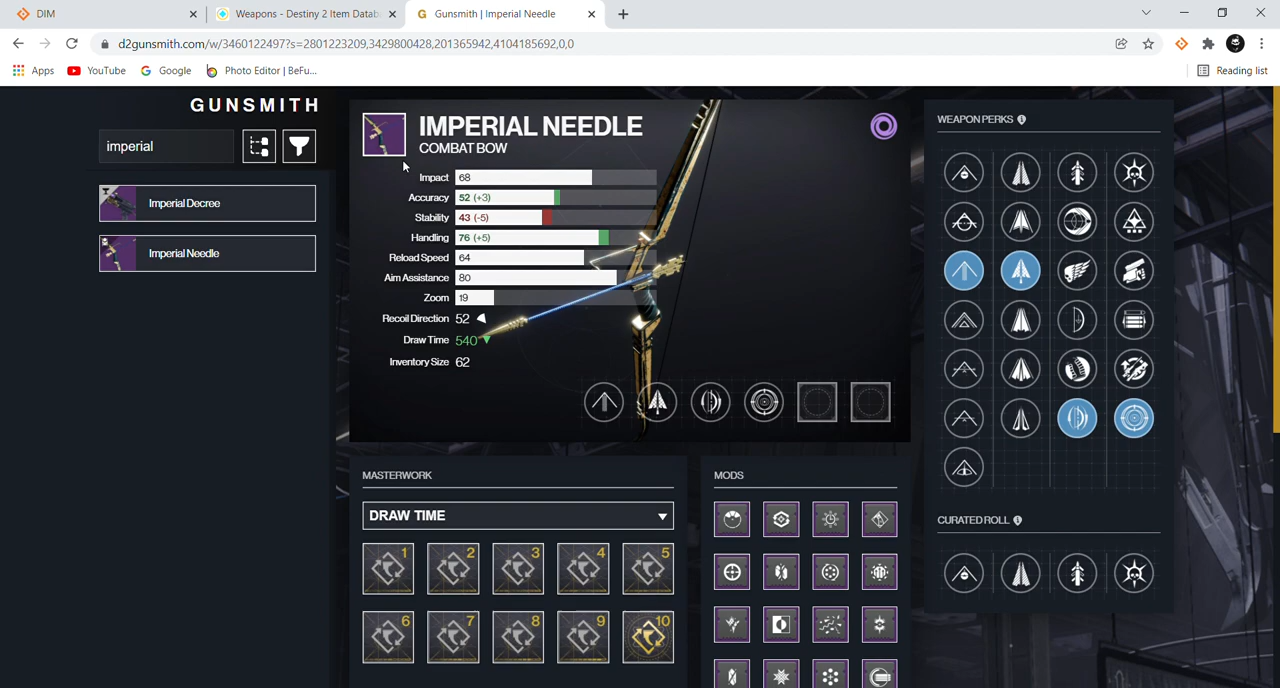 DIM
Weapons - Destiny 2 Item Datab
G Gunsmith | Imperial Needle
d2gunsmith.com/w/3460122497?s=2801223209,3429800428,201365942,4104185692,0,0
Apps
YouTube
Google
Photo Editor | BeFu...
Reading list
GUNSMITH
imperial
Imperial Decree
Imperial Needle
IMPERIAL NEEDLE
COMBAT BOW
Impact 68
Accuracy 52 (+3)
Stability 43 (-5)
Handling 76 (+5)
Reload Speed 64
Aim Assistance 80
Zoom 19
Recoil Direction 52
Draw Time 540
Inventory Size 62
MASTERWORK
DRAW TIME
1 2 3 4 5
6 7 8 9 10
MODS
WEAPON PERKS
CURATED ROLL